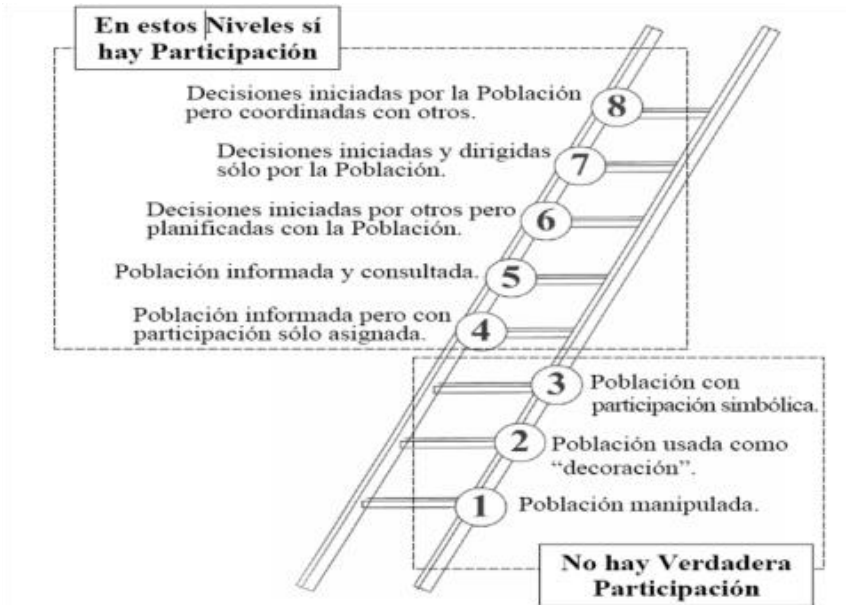 En estos Niveles sí
hay Participación
Decisiones iniciadas por la Población
pero coordinadas con otros.
8
Decisiones iniciadas y dirigidas
sólo por la Población.
7
Decisiones iniciadas por otros pero
planificadas con la Población.
6
Población informada y consultada.
5
Población informada pero con
participación sólo asignada.
4
3
Población con
participación simbólica.
2
Población usada como
“decoración”.
1
Población manipulada.
No hay Verdadera
Participación